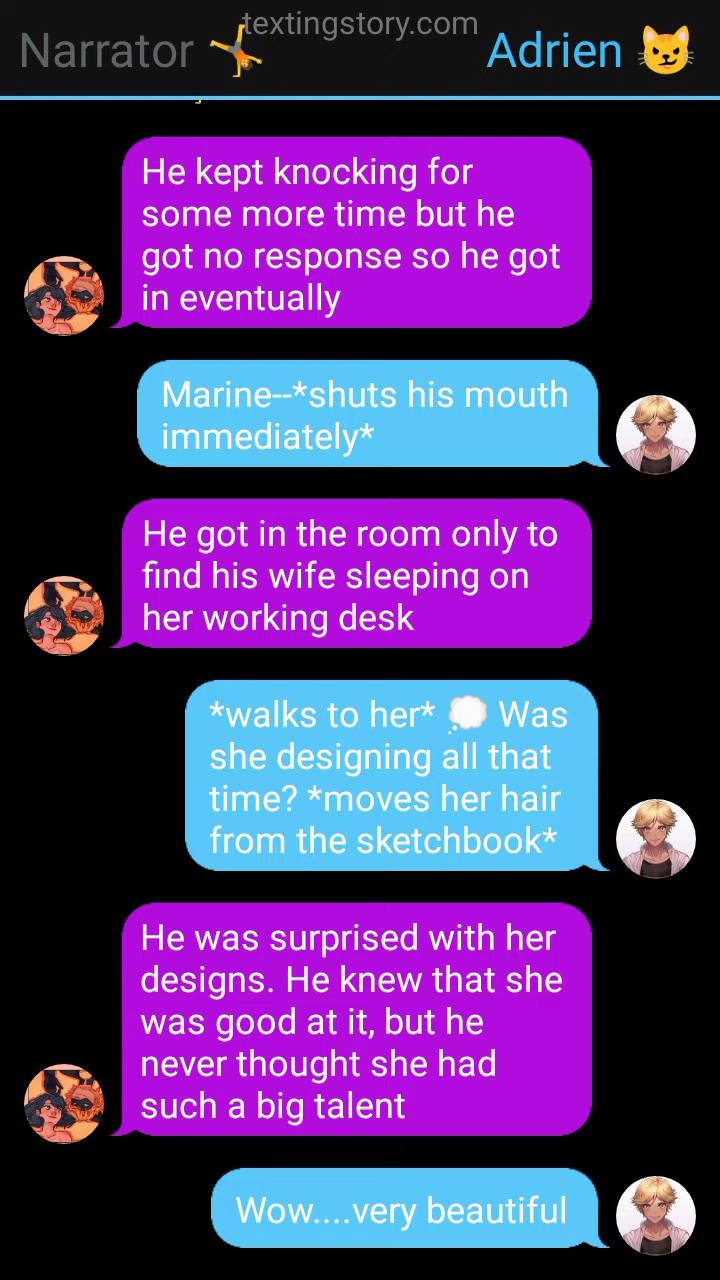 textingstory.com
Narrator 🤸
Adrien 😼
He kept knocking for
some more time but he
got no response so he got
in eventually
Marine--*shuts his mouth
immediately*
He got in the room only to
find his wife sleeping on
her working desk
*walks to her* 💭 Was
she designing all that
time? *moves her hair
from the sketchbook*
He was surprised with her
designs. He knew that she
was good at it, but he
never thought she had
such a big talent
Wow....very beautiful